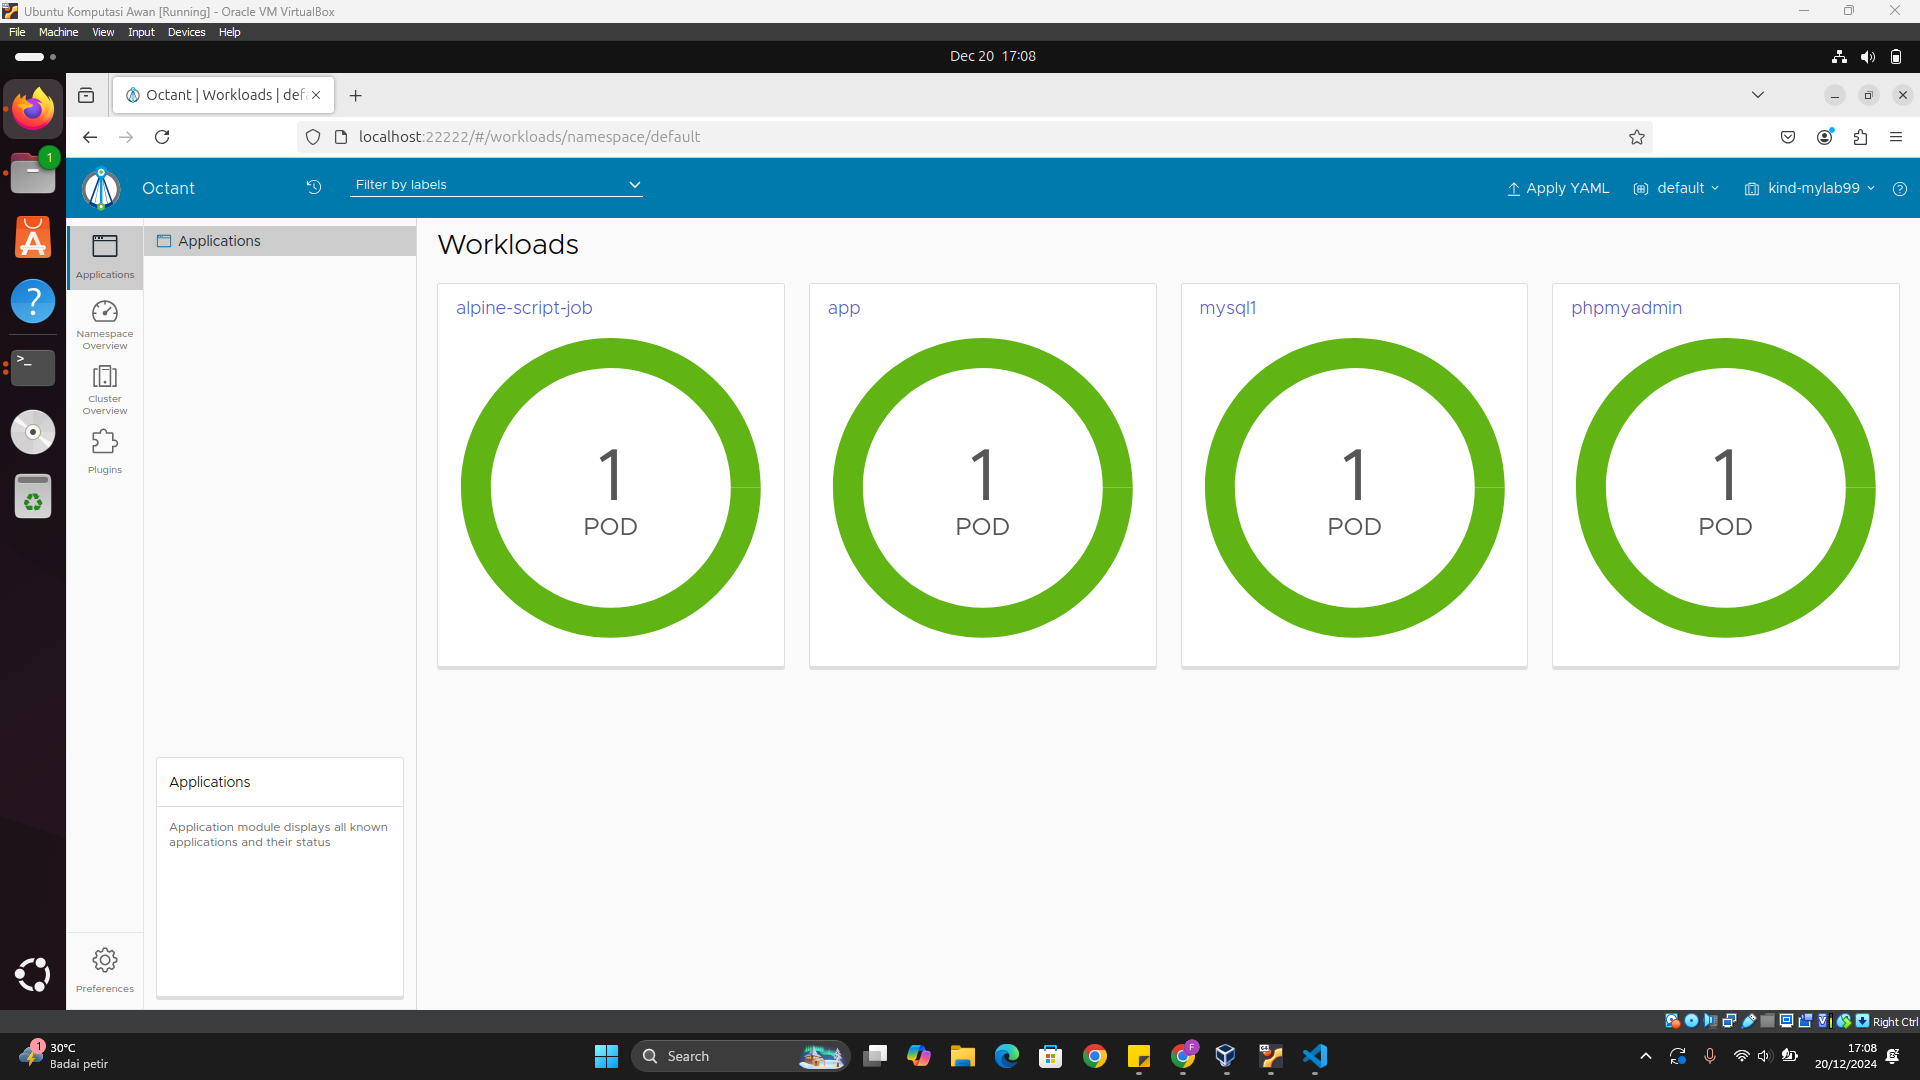 Ubuntu Komputasi Awan [Running] - Oracle VM VirtualBox
File Machine View Input Devices Help
Dec 20 17:08
1
Octant | Workloads | def
localhost:22222/#/workloads/namespace/default
Octant
Filter by labels
Apply YAML
default
kind-mylab99
Applications
Namespace
Overview
Cluster
Overview
Plugins
Preferences
Applications
Applications
Application module displays all known
applications and their status
Workloads
alpine-script-job
1
POD
app
1
POD
mysql1
1
POD
phpmyadmin
1
POD
Right Ctrl
1
30°C
Badai petir
Search
F
17:08
20/12/2024